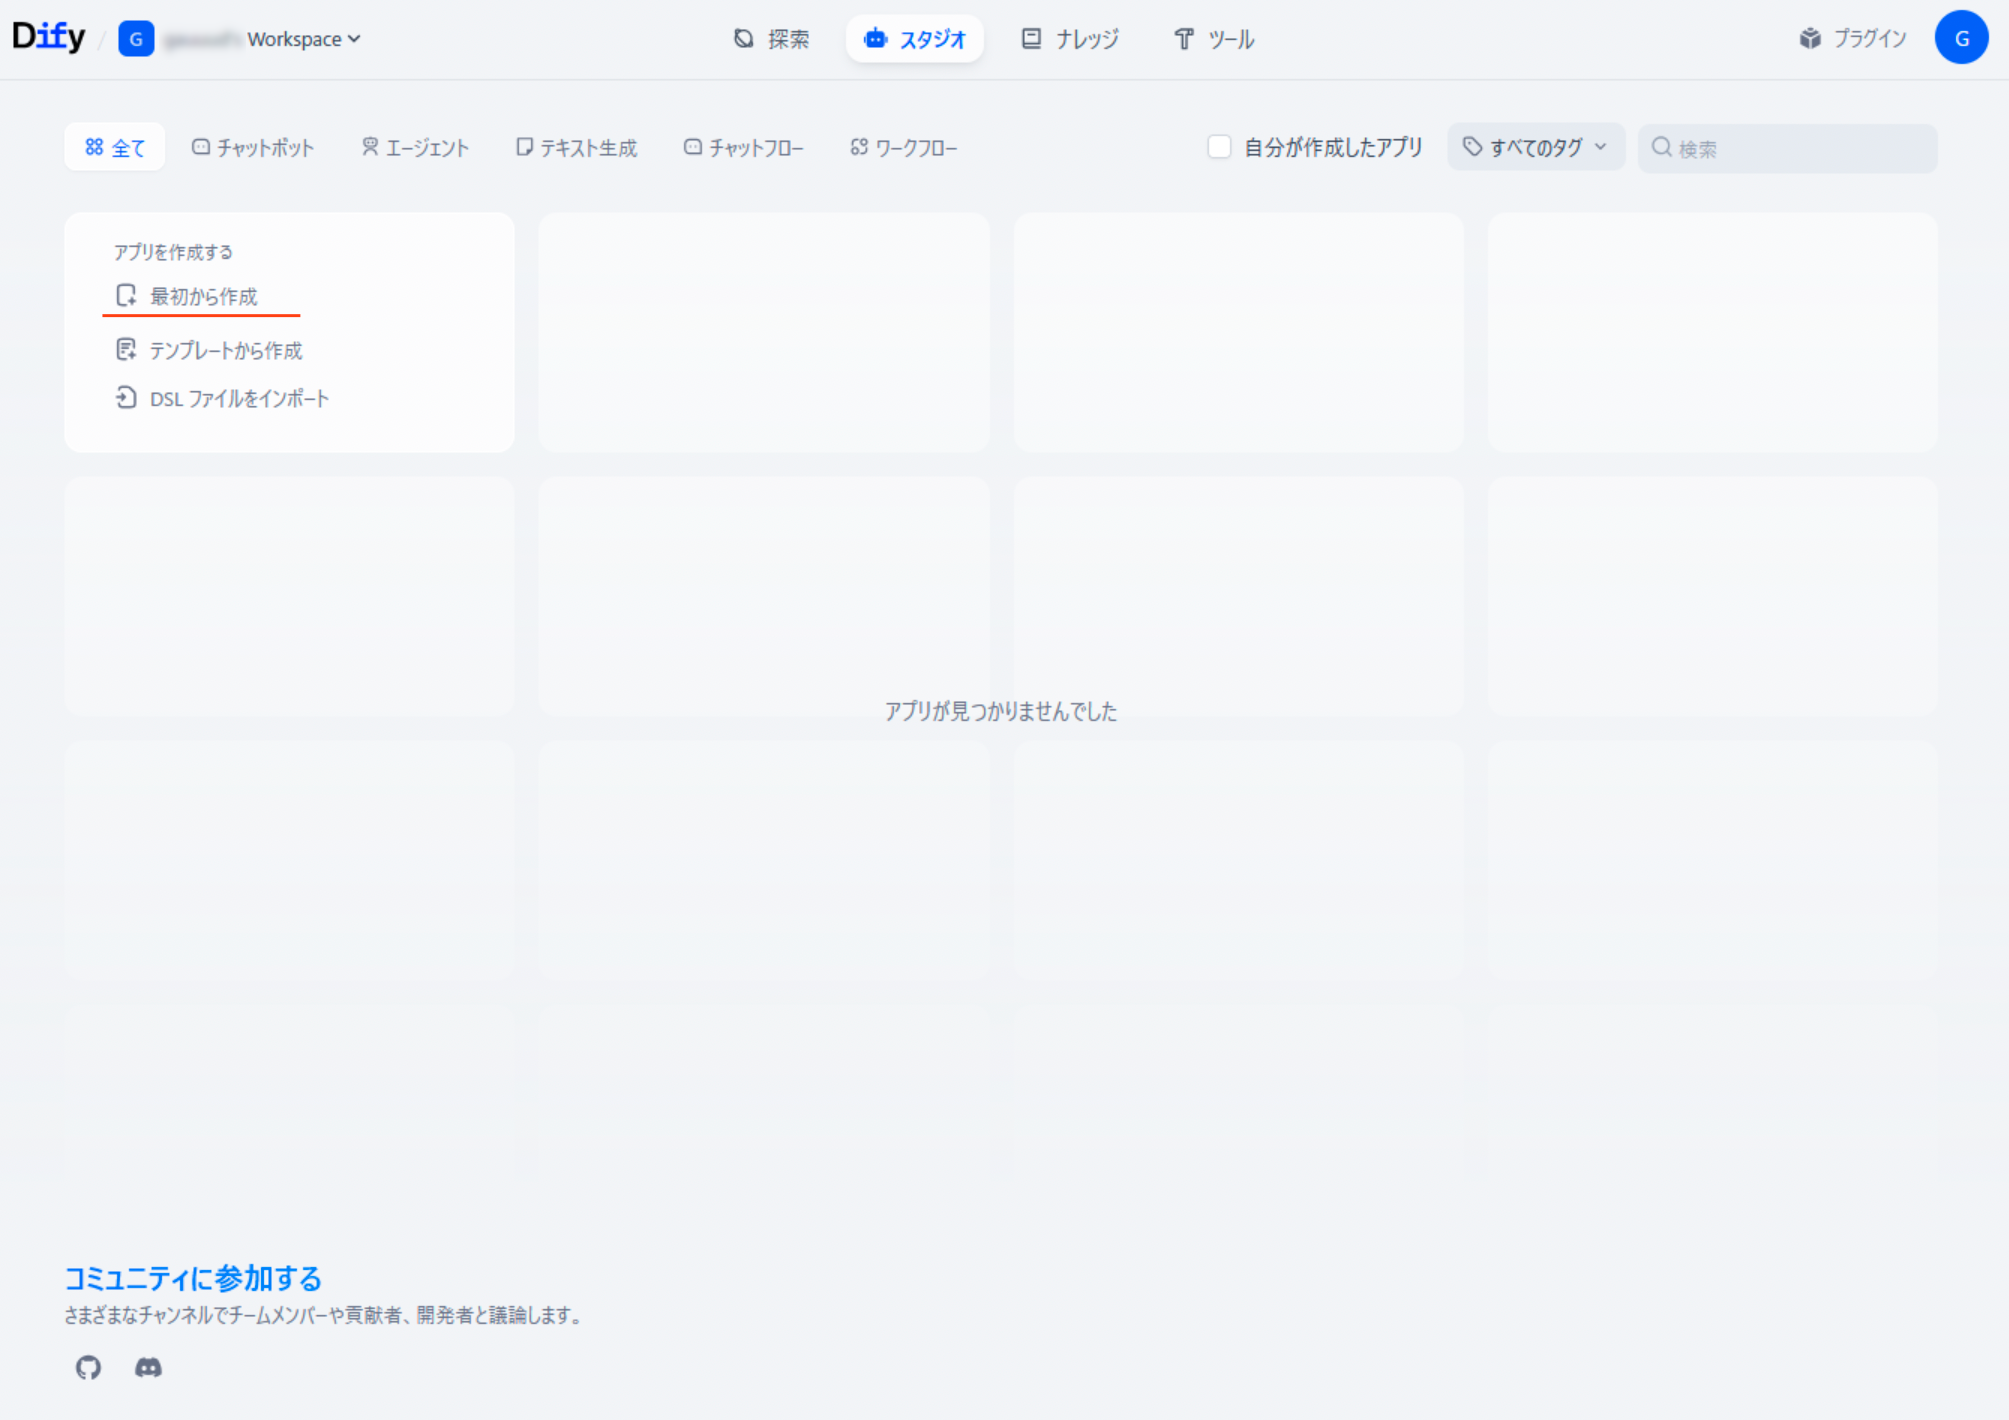 Dify / G Workspace
探索
スタジオ
ナレッジ
ツール
プラグイン
G
全て
チャットボット
エージェント
テキスト生成
チャットフロー
ワークフロー
自分が作成したアプリ
すべてのタグ
検索
アプリを作成する
最初から作成
テンプレートから作成
DSL ファイルをインポート
アプリが見つかりませんでした
コミュニティに参加する
さまざまなチャンネルでチームメンバーや貢献者、開発者と議論します。